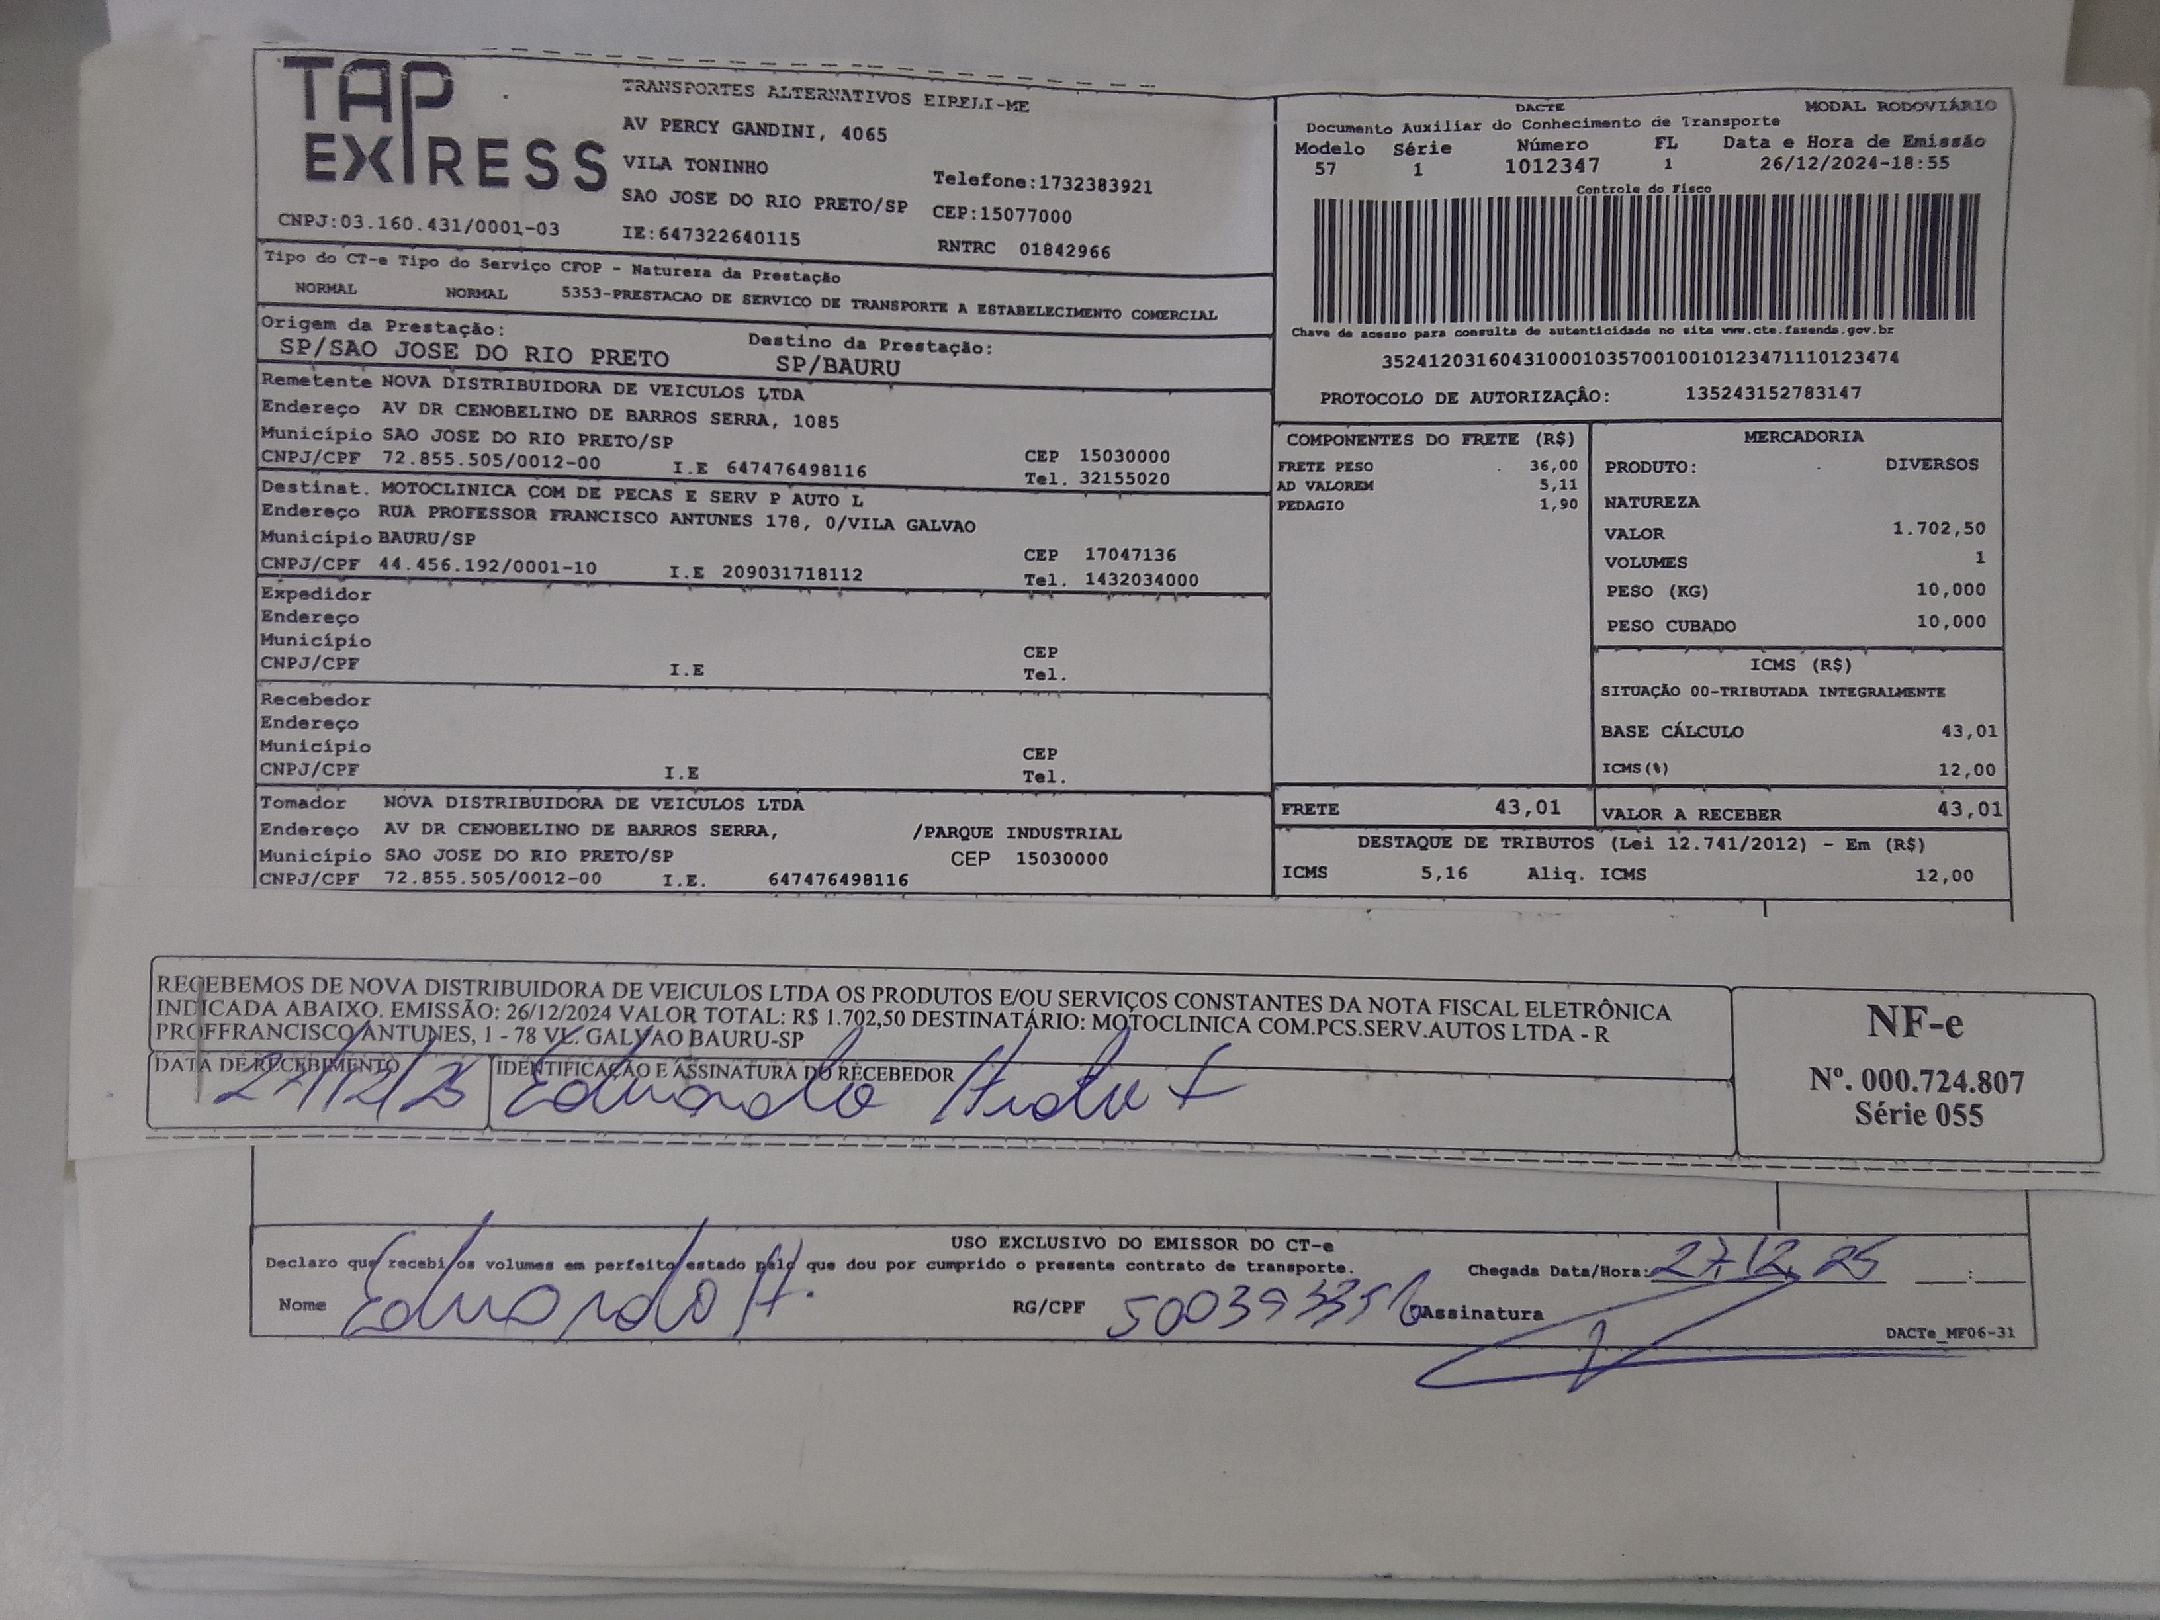 TAP EXPRESS
TRANSPORTES ALTERNATIVOS EIRELI-ME
AV PERCY GANDINI, 4065
VILA TONINHO Telefone:1732383921
SAO JOSE DO RIO PRETO/SP CEP:15077000
CNPJ:03.160.431/0001-03 IE:647322640115 RNTRC 01842966
Tipo do CT-e Tipo do Serviço CFOP - Natureza da Prestação
NORMAL NORMAL 5353-PRESTACAO DE SERVICO DE TRANSPORTE A ESTABELECIMENTO COMERCIAL
Origem da Prestação: Destino da Prestação:
SP/SAO JOSE DO RIO PRETO SP/BAURU
Remetente NOVA DISTRIBUIDORA DE VEICULOS LTDA
Endereço AV DR CENOBELINO DE BARROS SERRA, 1085
Município SAO JOSE DO RIO PRETO/SP CEP 15030000
CNPJ/CPF 72.855.505/0012-00 I.E 647476498116 Tel. 32155020
Destinat. MOTOCLINICA COM DE PECAS E SERV P AUTO L
Endereço RUA PROFESSOR FRANCISCO ANTUNES 178, 0/VILA GALVAO
Município BAURU/SP CEP 17047136
CNPJ/CPF 44.456.192/0001-10 I.E 209031718112 Tel. 1432034000
Expedidor
Endereço
Município CEP
CNPJ/CPF I.E Tel.
Recebedor
Endereço
Município CEP
CNPJ/CPF I.E Tel.
Tomador NOVA DISTRIBUIDORA DE VEICULOS LTDA
Endereço AV DR CENOBELINO DE BARROS SERRA, /PARQUE INDUSTRIAL
Município SAO JOSE DO RIO PRETO/SP CEP 15030000
CNPJ/CPF 72.855.505/0012-00 I.E. 647476498116
DACTE MODAL RODOVIÁRIO
Documento Auxiliar do Conhecimento de Transporte
Modelo Série Número FL Data e Hora de Emissão
57 1 1012347 1 26/12/2024-18:55
Controle do Fisco
Chave de acesso para consulta de autenticidade no site www.cte.fazenda.gov.br
35241203160431000103570010010123471110123474
PROTOCOLO DE AUTORIZAÇÂO: 135243152783147
COMPONENTES DO FRETE (R$)
FRETE PESO 36,00
AD VALOREM 5,11
PEDAGIO 1,90
MERCADORIA
PRODUTO: DIVERSOS
NATUREZA
VALOR 1.702,50
VOLUMES 1
PESO (KG) 10,000
PESO CUBADO 10,000
ICMS (R$)
SITUAÇÃO 00-TRIBUTADA INTEGRALMENTE
BASE CÁLCULO 43,01
ICMS(%) 12,00
FRETE 43,01 VALOR A RECEBER 43,01
DESTAQUE DE TRIBUTOS (Lei 12.741/2012) - Em (R$)
ICMS 5,16 Aliq. ICMS 12,00
RECEBEMOS DE NOVA DISTRIBUIDORA DE VEICULOS LTDA OS PRODUTOS E/OU SERVIÇOS CONSTANTES DA NOTA FISCAL ELETRÔNICA
INDICADA ABAIXO. EMISSÃO: 26/12/2024 VALOR TOTAL: R$ 1.702,50 DESTINATÁRIO: MOTOCLINICA COM.PCS.SERV.AUTOS LTDA - R
PROFFRANCISCO ANTUNES, 1 - 78 VL. GALVAO BAURU-SP
DATA DE RECEBIMENTO IDENTIFICAÇÃO E ASSINATURA DO RECEBEDOR
27/12/25 Eduardo
NF-e
Nº. 000.724.807
Série 055
USO EXCLUSIVO DO EMISSOR DO CT-e
Declaro que recebi os volumes em perfeito estado pelo que dou por cumprido o presente contrato de transporte. Chegada Data/Hora: 27.12.25 __:__
Nome Eduardo H. RG/CPF 500393356 Assinatura
DACTe_MF06-31